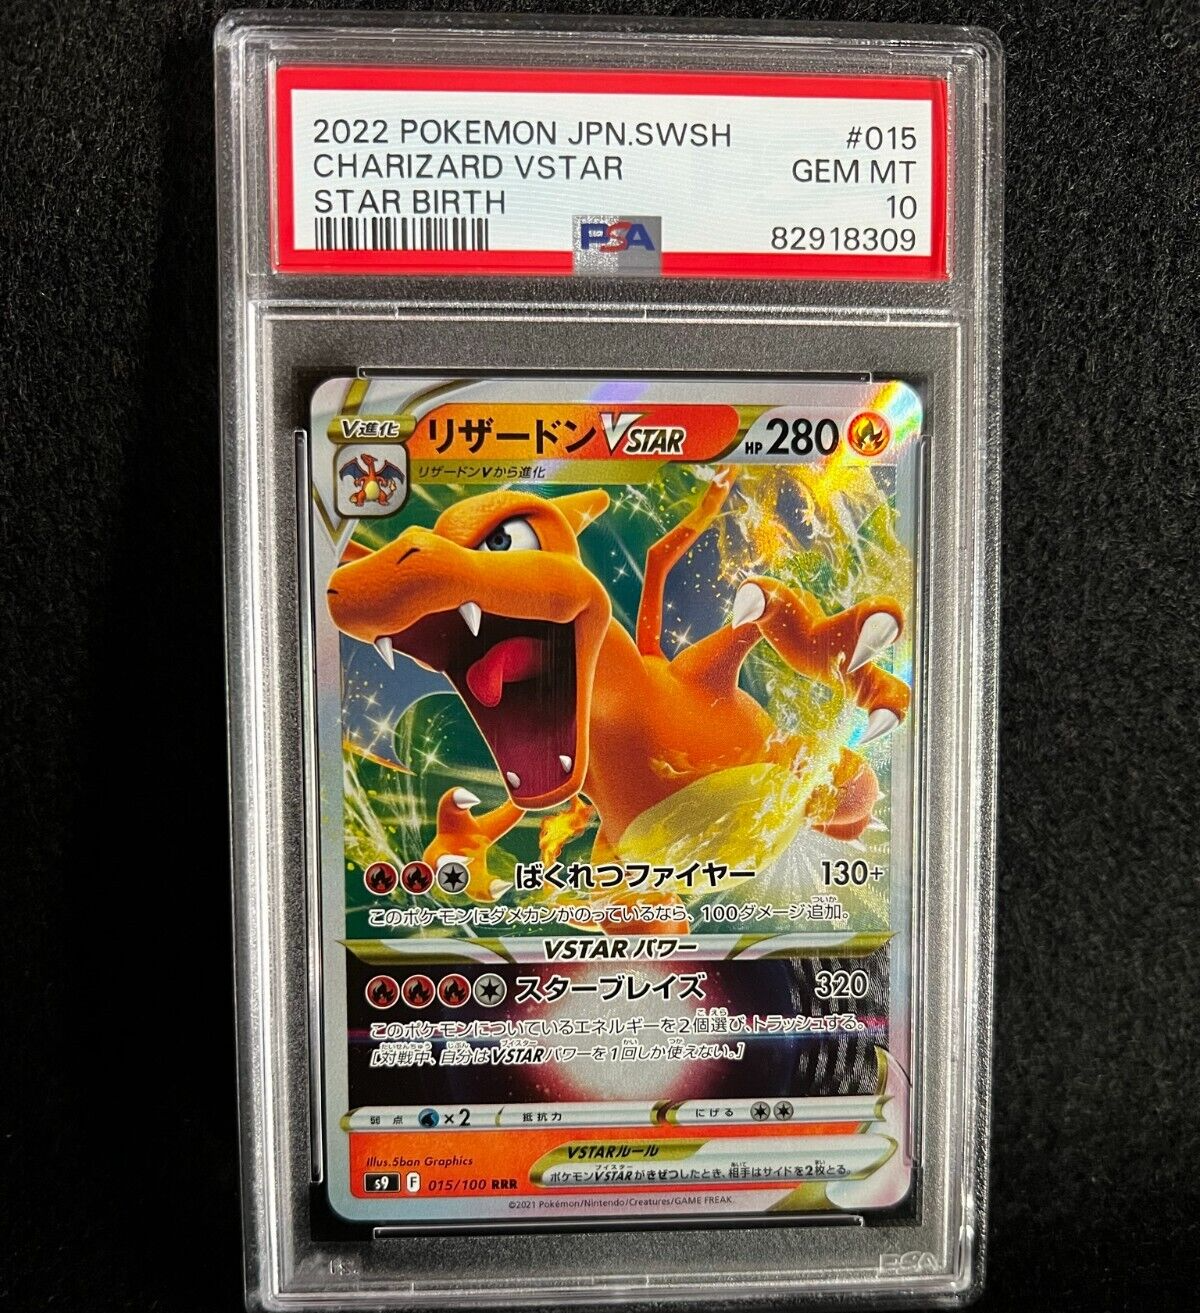 2022 POKEMON JPN.SWSH #015
CHARIZARD VSTAR GEM MT
STAR BIRTH 10
PSA 82918309
V進化 リザードンVSTAR HP 280
リザードンVから進化
ばくれつファイヤー 130+
このポケモンにダメカンがのっているなら、100ダメージ追加。
VSTARパワー
スターブレイズ 320
このポケモンについているエネルギーを2個選び、トラッシュする。
[対戦中、自分はVSTARパワーを1回しか使えない。]
弱点 ×2 抵抗力 にげる
Illus.5ban Graphics VSTARルール
ポケモンVSTARがきぜつしたとき、相手はサイドを2枚とる。
s9 F 015/100 RRR
©2021 Pokémon/Nintendo/Creatures/GAME FREAK.
PSA